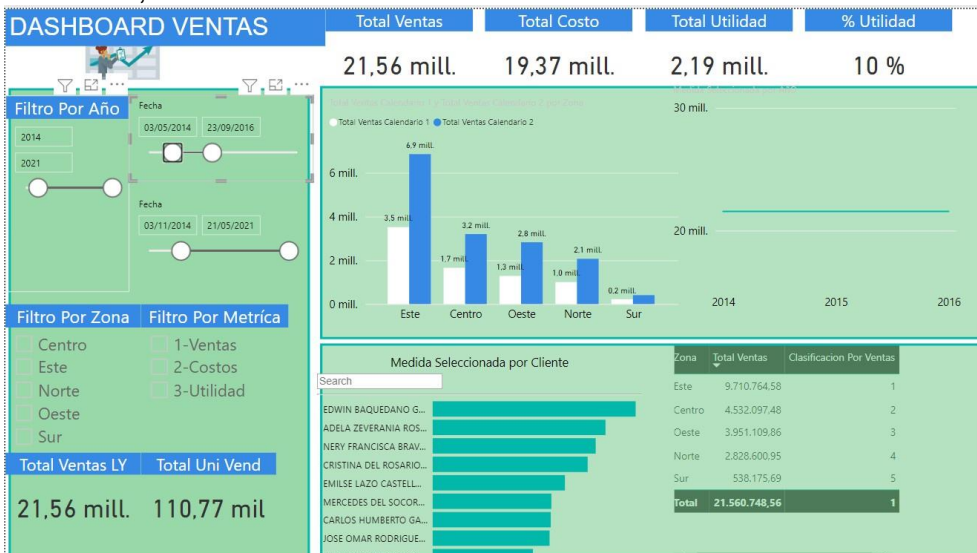 DASHBOARD VENTAS
Total Ventas
Total Costo
Total Utilidad
% Utilidad
21,56 mill.
19,37 mill.
2,19 mill.
10 %
Filtro Por Año
2014
2021
Fecha
03/05/2014
23/09/2016
Fecha
03/11/2014
21/05/2021
Filtro Por Zona
Centro
Este
Norte
Oeste
Sur
Filtro Por Metríca
1-Ventas
2-Costos
3-Utilidad
Total Ventas LY
21,56 mill.
Total Uni Vend
110,77 mil
Total Ventas Calendario 1 y Total Ventas Calendario 2 por Zona
Total Ventas Calendario 1
Total Ventas Calendario 2
6 mill.
4 mill.
2 mill.
0 mill.
3,5 mill.
6,9 mill.
1,7 mill.
3,2 mill.
1,3 mill.
2,8 mill.
1,0 mill.
2,1 mill.
0,2 mill.
Este
Centro
Oeste
Norte
Sur
30 mill.
20 mill.
2014
2015
2016
Medida Seleccionada por Cliente
Search
EDWIN BAQUEDANO G...
ADELA ZEVERANIA ROS...
NERY FRANCISCA BRAV...
CRISTINA DEL ROSARIO...
EMILSE LAZO CASTELL...
MERCEDES DEL SOCOR...
CARLOS HUMBERTO GA...
JOSE OMAR RODRIGUE...
Zona Total Ventas Clasificacion Por Ventas
Este 9.710.764,58 1
Centro 4.532.097,48 2
Oeste 3.951.109,86 3
Norte 2.828.600,95 4
Sur 538.175,69 5
Total 21.560.748,56 1